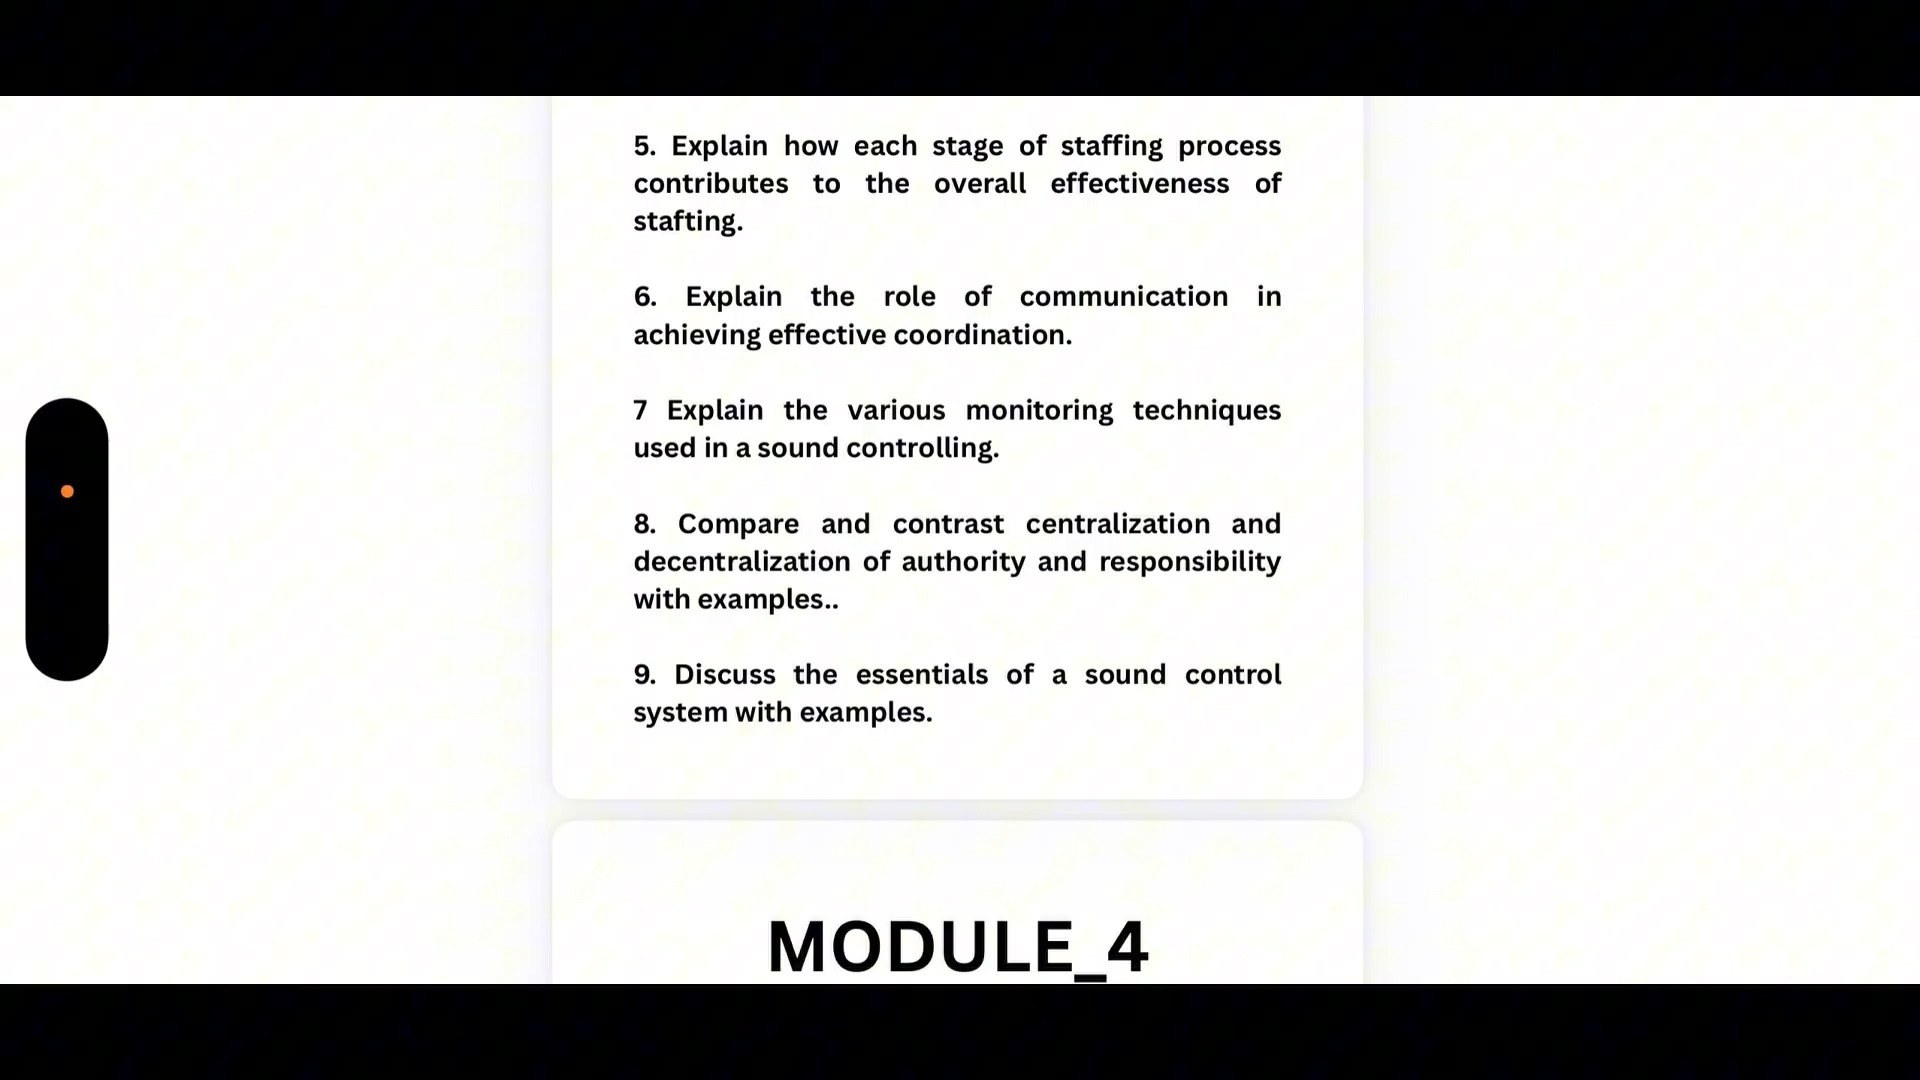 5. Explain how each stage of staffing process
contributes to the overall effectiveness of
stafting.
6. Explain the role of communication in
achieving effective coordination.
7 Explain the various monitoring techniques
used in a sound controlling.
8. Compare and contrast centralization and
decentralization of authority and responsibility
with examples..
9. Discuss the essentials of a sound control
system with examples.
MODULE_4